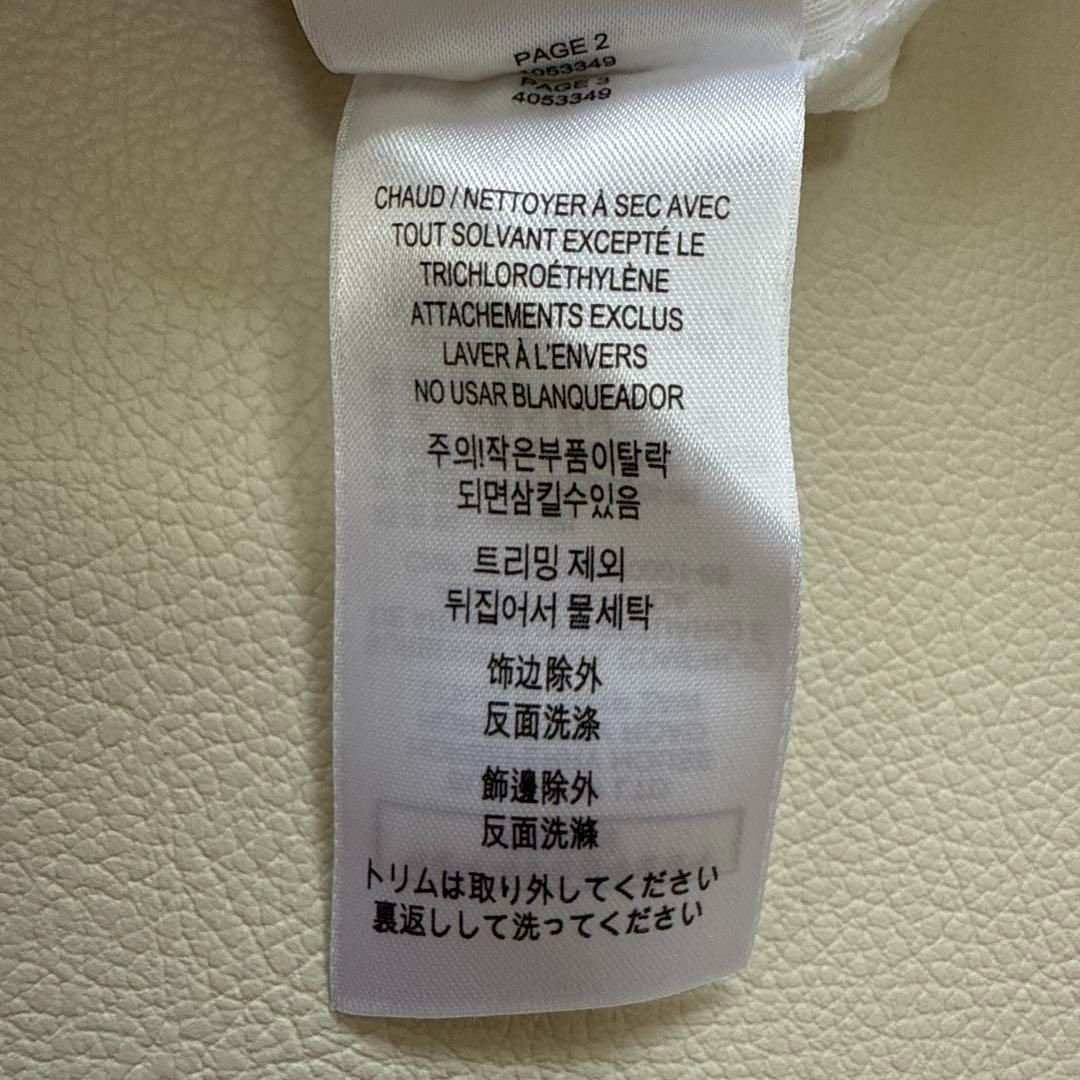 PAGE 2
4053349
PAGE 3
4053349
CHAUD / NETTOYER À SEC AVEC
TOUT SOLVANT EXCEPTÉ LE
TRICHLOROÉTHYLÈNE
ATTACHEMENTS EXCLUS
LAVER À L'ENVERS
NO USAR BLANQUEADOR
주의!작은부품이탈락
되면삼킬수있음
트리밍 제외
뒤집어서 물세탁
饰边除外
反面洗涤
飾邊除外
反面洗滌
トリムは取り外してください
裏返しして洗ってください